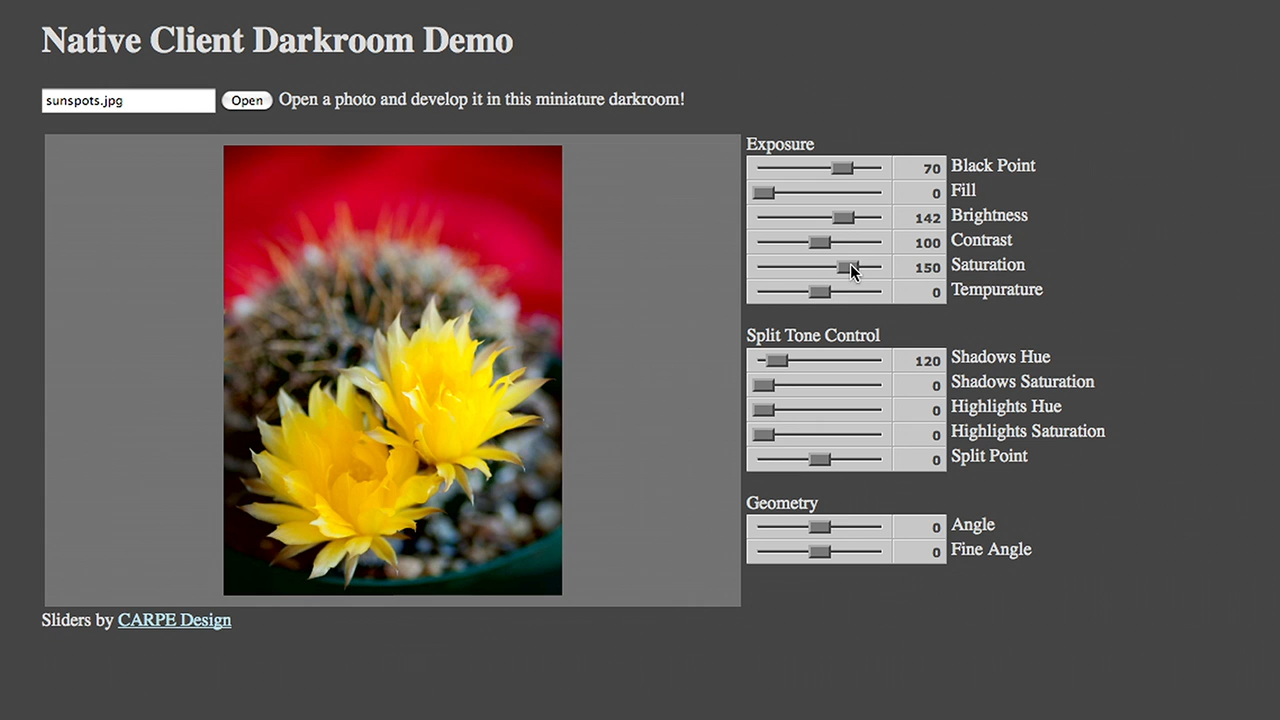 Native Client Darkroom Demo
sunspots.jpg Open Open a photo and develop it in this miniature darkroom!
Exposure
70 Black Point
0 Fill
142 Brightness
100 Contrast
150 Saturation
0 Tempurature
Split Tone Control
120 Shadows Hue
0 Shadows Saturation
0 Highlights Hue
0 Highlights Saturation
0 Split Point
Geometry
0 Angle
0 Fine Angle
Sliders by CARPE Design